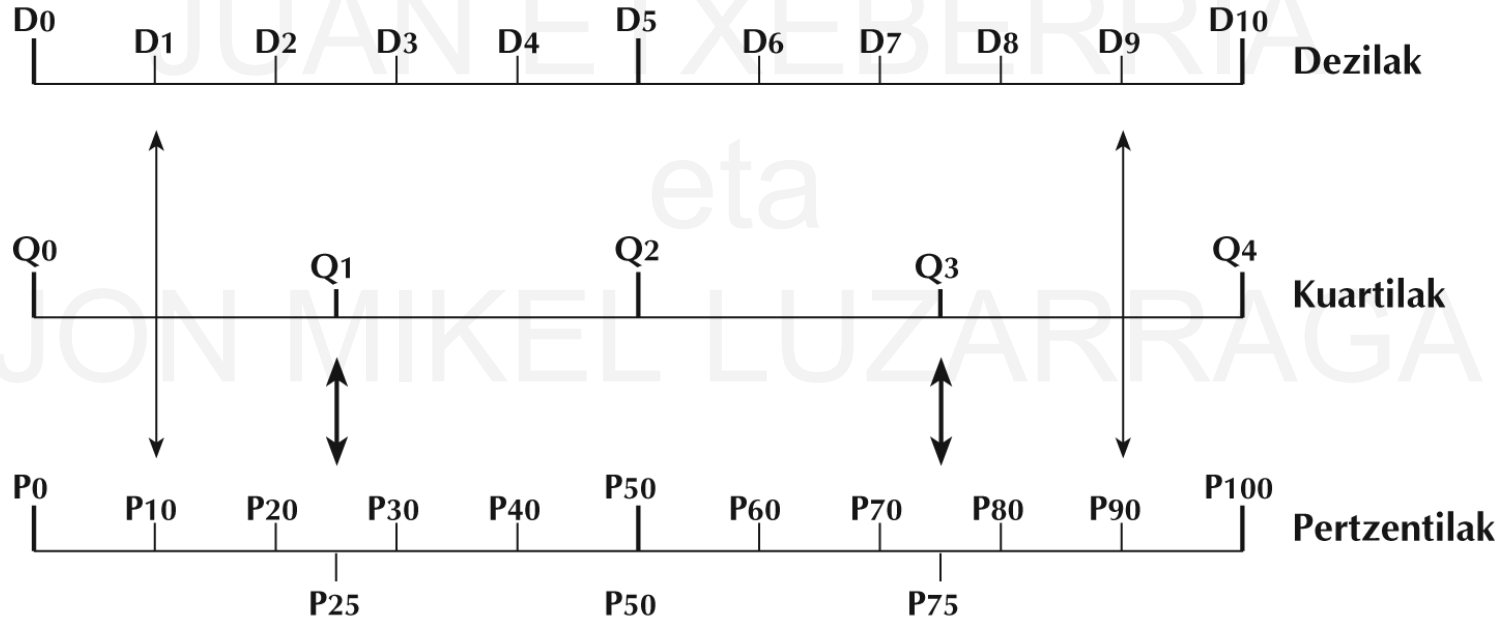 JUAN ETXEBERRIA
D0 D1 D2 D3 D4 D5 D6 D7 D8 D9 D10 Dezilak
eta
Q0 Q1 Q2 Q3 Q4 Kuartilak
JON MIKEL LUZARRAGA
P0 P10 P20 P30 P40 P50 P60 P70 P80 P90 P100 Pertzentilak
P25 P50 P75